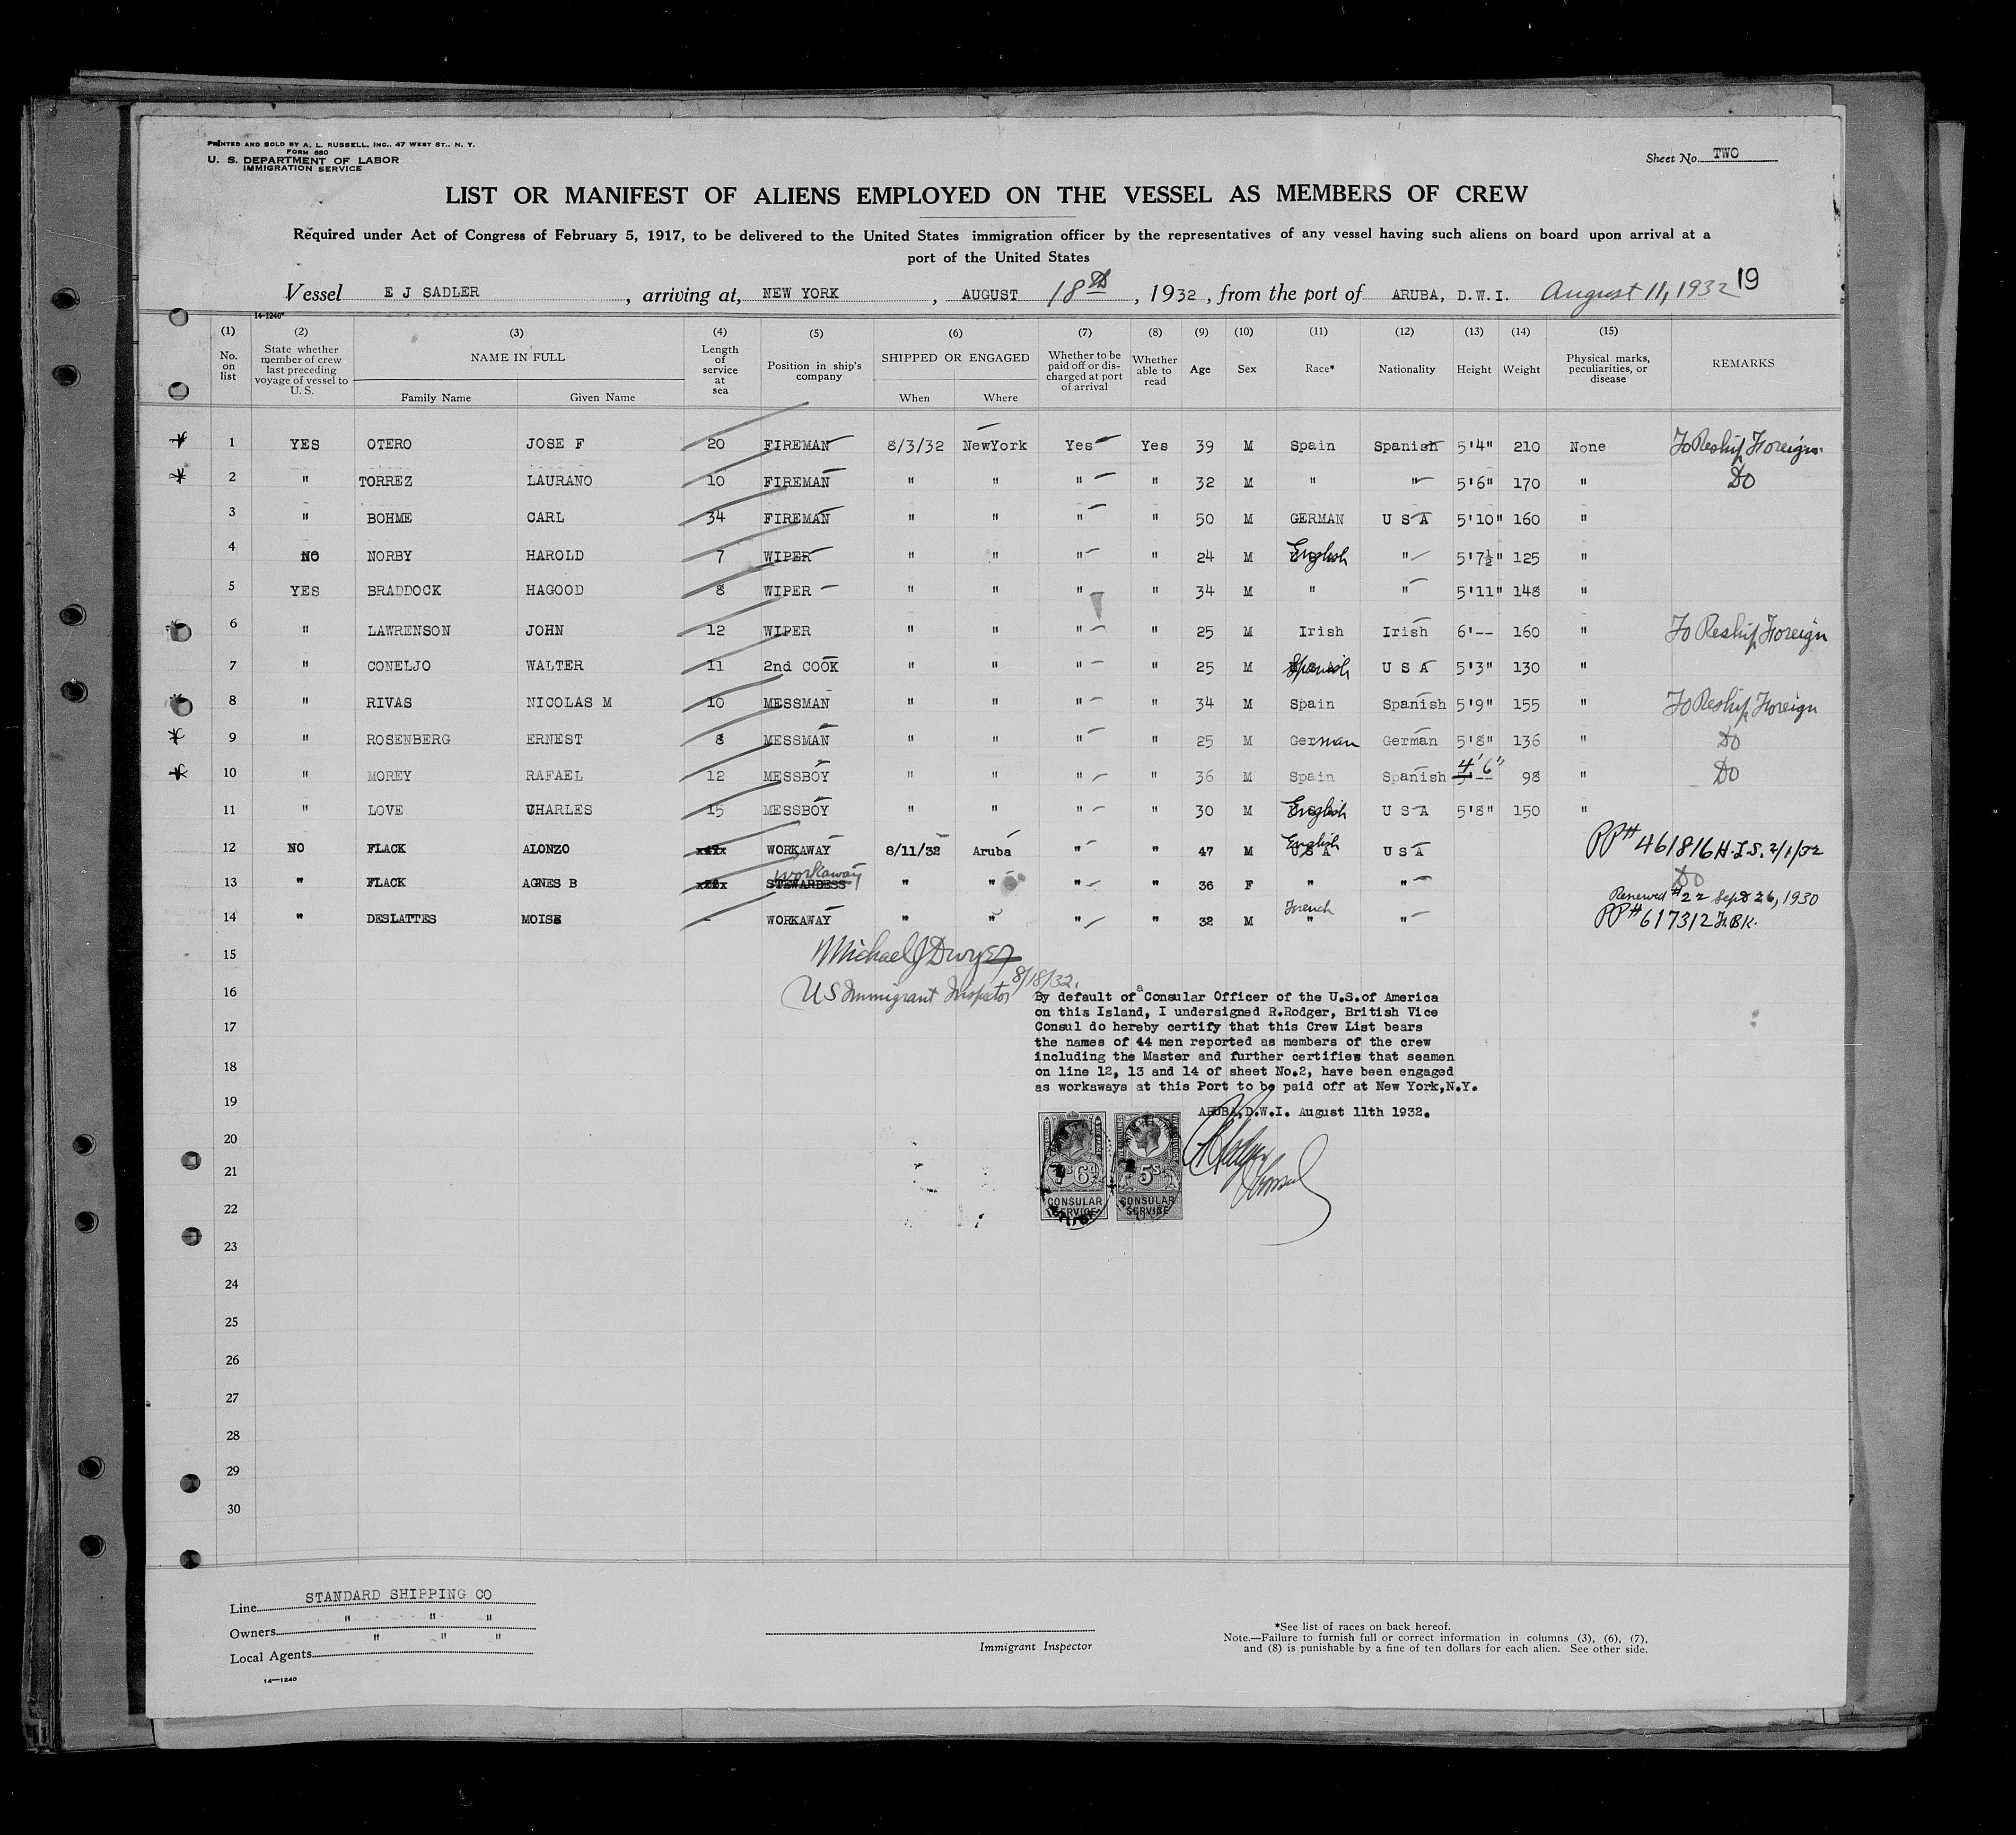 PRINTED AND SOLD BY A. L. RUSSELL, INC., 47 WEST ST., N. Y.
FORM 680
U. S. DEPARTMENT OF LABOR
IMMIGRATION SERVICE
Sheet No. TWO
LIST OR MANIFEST OF ALIENS EMPLOYED ON THE VESSEL AS MEMBERS OF CREW
Required under Act of Congress of February 5, 1917, to be delivered to the United States immigration officer by the representatives of any vessel having such aliens on board upon arrival at a
port of the United States
Vessel E J SADLER, arriving at, NEW YORK, AUGUST 18th, 1932, from the port of ARUBA, D.W.I. August 11, 1932 19
14-1240
(1) No. on list
(2) State whether member of crew last preceding voyage of vessel to U. S.
(3) NAME IN FULL
Family Name Given Name
(4) Length of service at sea
(5) Position in ship's company
(6) SHIPPED OR ENGAGED
When Where
(7) Whether to be paid off or discharged at port of arrival
(8) Whether able to read
(9) Age
(10) Sex
(11) Race*
(12) Nationality
(13) Height
(14) Weight
(15) Physical marks, peculiarities, or disease
REMARKS
1 YES OTERO JOSE F 20 FIREMAN 8/3/32 NewYork Yes Yes 39 M Spain Spanish 5'4" 210 None To Reship Foreign
2 " TORREZ LAURANO 10 FIREMAN " " " " 32 M " " 5'6" 170 " Do
3 " BOHME CARL 34 FIREMAN " " " " 50 M GERMAN U S A 5'10" 160 "
4 NO NORBY HAROLD 7 WIPER " " " " 24 M English " 5'7½" 125 "
5 YES BRADDOCK HAGOOD 8 WIPER " " " " 34 M " " 5'11" 148 "
6 " LAWRENSON JOHN 12 WIPER " " " " 25 M Irish Irish 6'-- 160 " To Reship Foreign
7 " CONELJO WALTER 11 2nd COOK " " " " 25 M Spanish U S A 5'3" 130 "
8 " RIVAS NICOLAS M 10 MESSMAN " " " " 34 M Spain Spanish 5'9" 155 " To Reship Foreign
9 " ROSENBERG ERNEST 8 MESSMAN " " " " 25 M German German 5'8" 136 " Do
10 " MOREY RAFAEL 12 MESSBOY " " " " 36 M Spain Spanish 4'6" 98 " Do
11 " LOVE CHARLES 15 MESSBOY " " " " 30 M English U S A 5'8" 150 "
12 NO FLACK ALONZO WORKAWAY 8/11/32 Aruba " " 47 M English U S A U S A PP# 461816 H.L.S. 2/1/32
13 " FLACK AGNES B STEWARDESS workaway " " " " 36 F " " Do
14 " DESLATTES MOISE - WORKAWAY " " " " 32 M French " " Renewed #22 Sept 26, 1930
PP# 617312 F.B.K.
15
Michael J Dwyer
16
US Immigrant Inspector 8/18/32.
By default of a Consular Officer of the U.S.of America
on this Island, I undersigned R.Rodger, British Vice
17
Consul do hereby certify that this Crew List bears
the names of 44 men reported as members of the crew
including the Master and further certifies that seamen
18
on line 12, 13 and 14 of sheet No.2, have been engaged
as workaways at this Port to be paid off at New York,N.Y.
19
ARUBA,D.W.I. August 11th 1932.
20
21
7s 6d 5s
CONSULAR SERVICE CONSULAR SERVICE
22
23
24
25
26
27
28
29
30
Line STANDARD SHIPPING CO
Owners " " "
Local Agents " " "
14—1240
Immigrant Inspector
*See list of races on back hereof.
Note.—Failure to furnish full or correct information in columns (3), (6), (7),
and (8) is punishable by a fine of ten dollars for each alien. See other side.